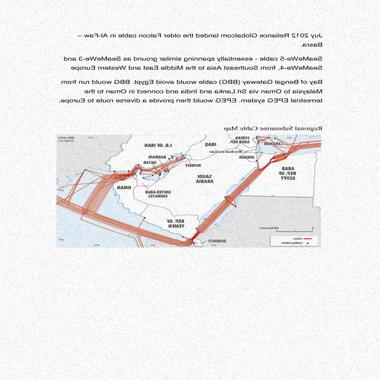 Juy 2012 Reliance Globalcom landed the older Falcon cable in Al-Faw –
Basra.
SeaMeWe-5 cable - essentially spanning similar ground as SeaMeWe-3 and
SeaMeWe-4, from Southeast Asia to the Middle East and Western Europe
Bay of Bengal Gateway (BBG) cable would avoid Egypt. BBG would run from
Malaysia to Oman via Sri Lanka and India and connect in Oman to the
terrestrial EPEG system. EPEG would then provide a diverse route to Europe,
Regional Submarine Cable Map
LEBANON
IRAQ
I.R. OF IRAN
JORDAN
KUWAIT
BAHRAIN
QATAR
ARAB
REP. OF
EGYPT
SAUDI
ARABIA
UNITED ARAB
EMIRATES
OMAN
REP. OF
YEMEN
DJIBOUTI